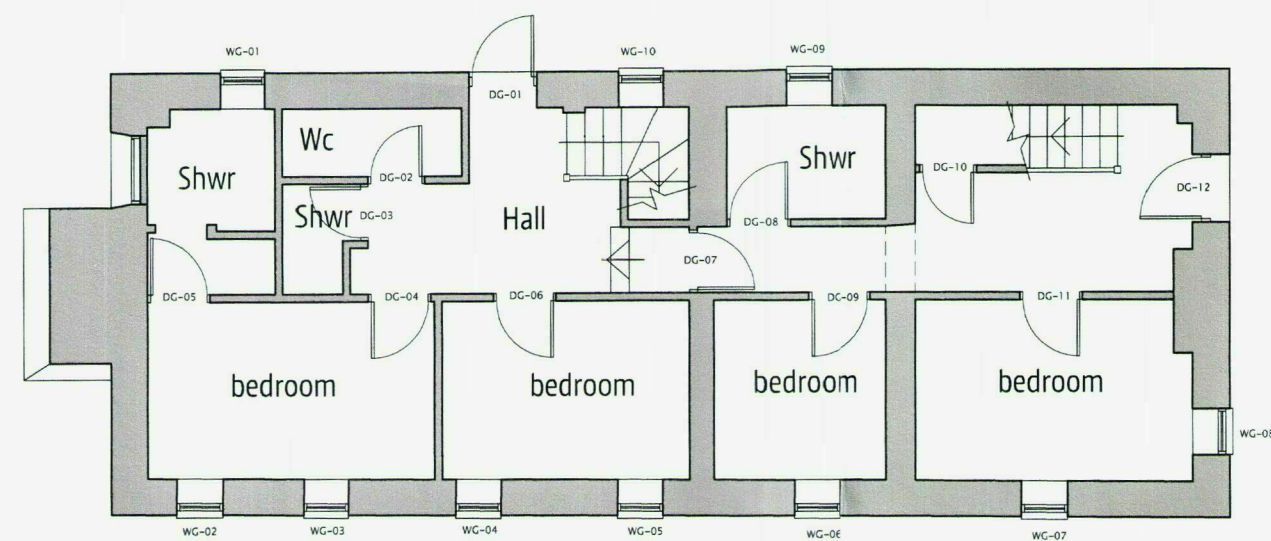 WG-01
WG-10
WG-09
DG-01
Wc
Shwr
DG-02
Shwr
DG-10
DG-12
Shwr
DG-03
Hall
DG-08
DG-07
DG-05
DG-04
DG-06
DG-09
DG-11
bedroom
bedroom
bedroom
bedroom
WG-08
WG-02
WG-03
WG-04
WG-05
WG-06
WG-07